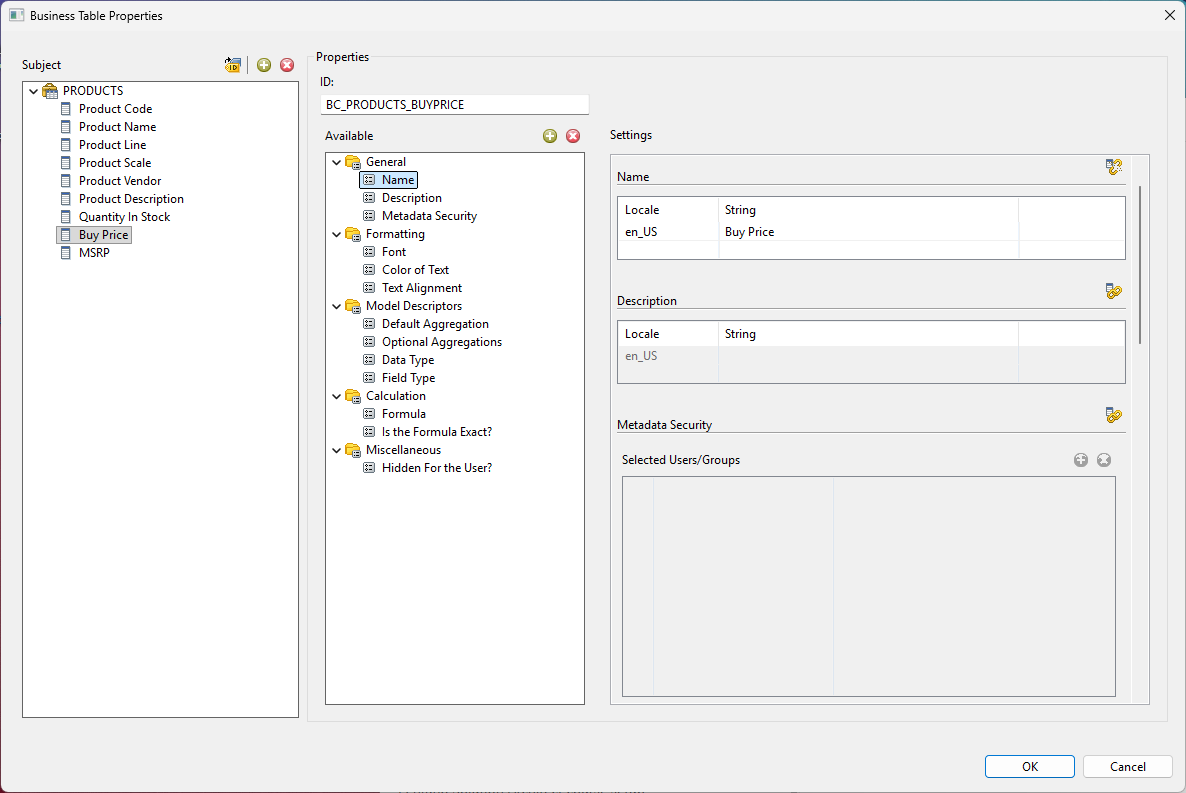 Business Table Properties
Subject
PRODUCTS
Product Code
Product Name
Product Line
Product Scale
Product Vendor
Product Description
Quantity In Stock
Buy Price
MSRP
Properties
ID:
BC_PRODUCTS_BUYPRICE
Available
General
Name
Description
Metadata Security
Formatting
Font
Color of Text
Text Alignment
Model Descriptors
Default Aggregation
Optional Aggregations
Data Type
Field Type
Calculation
Formula
Is the Formula Exact?
Miscellaneous
Hidden For the User?
Settings
Name
Locale String
en_US Buy Price
Description
Locale String
en_US
Metadata Security
Selected Users/Groups
OK Cancel